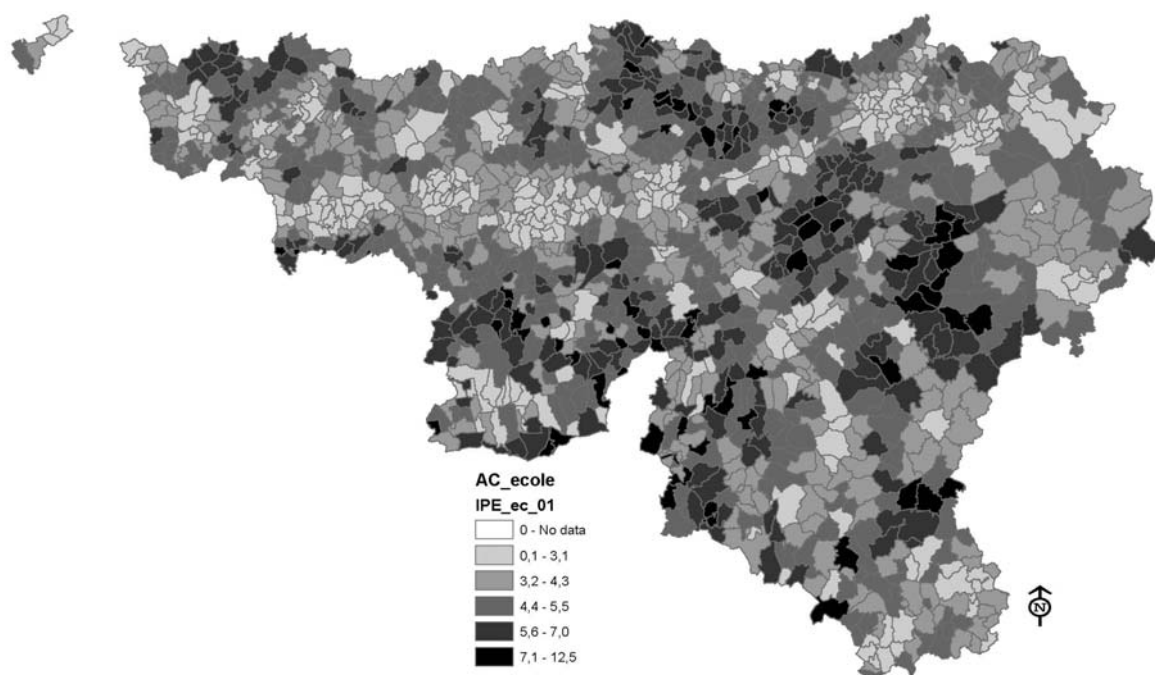 AC_ecole
IPE_ec_01
0 - No data
0,1 - 3,1
3,2 - 4,3
4,4 - 5,5
5,6 - 7,0
7,1 - 12,5
N